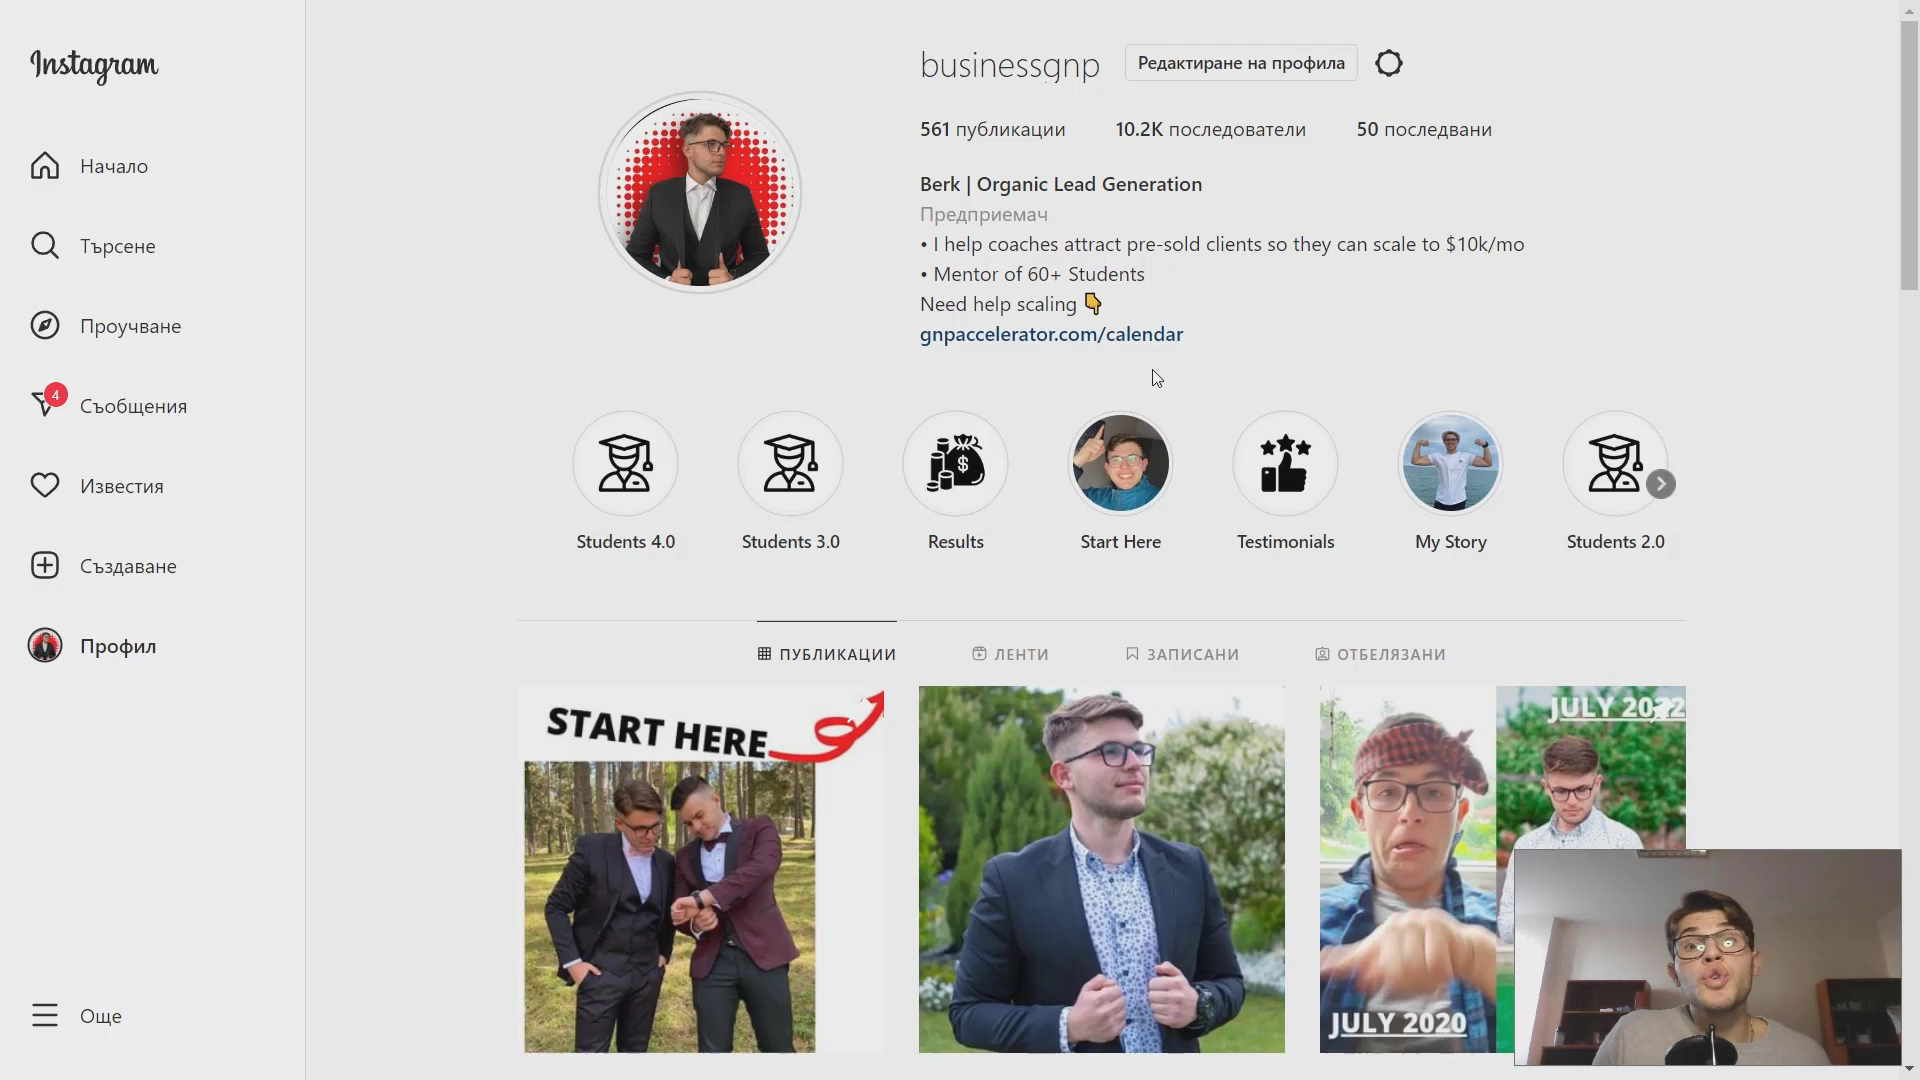 Instagram
Начало
Търсене
Проучване
4
Съобщения
Известия
Създаване
Профил
Още
businessgnp
Редактиране на профила
561 публикации
10.2K последователи
50 последвани
Berk | Organic Lead Generation
Предприемач
• I help coaches attract pre-sold clients so they can scale to $10k/mo
• Mentor of 60+ Students
Need help scaling 👇
gnpaccelerator.com/calendar
Students 4.0
Students 3.0
$
Results
Start Here
Testimonials
My Story
Students 2.0
ПУБЛИКАЦИИ
ЛЕНТИ
ЗАПИСАНИ
ОТБЕЛЯЗАНИ
START HERE
JULY 2022
JULY 2020